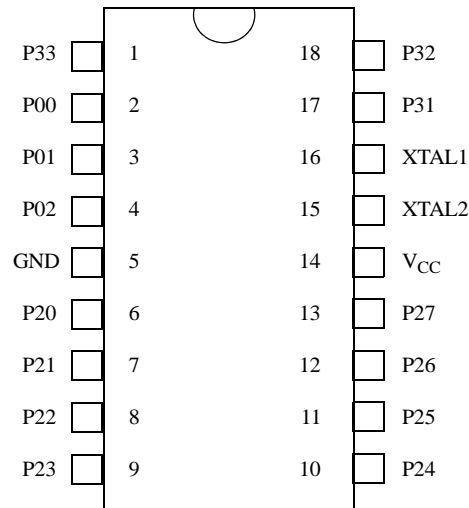 P33 1 18 P32
P00 2 17 P31
P01 3 16 XTAL1
P02 4 15 XTAL2
GND 5 14 VCC
P20 6 13 P27
P21 7 12 P26
P22 8 11 P25
P23 9 10 P24